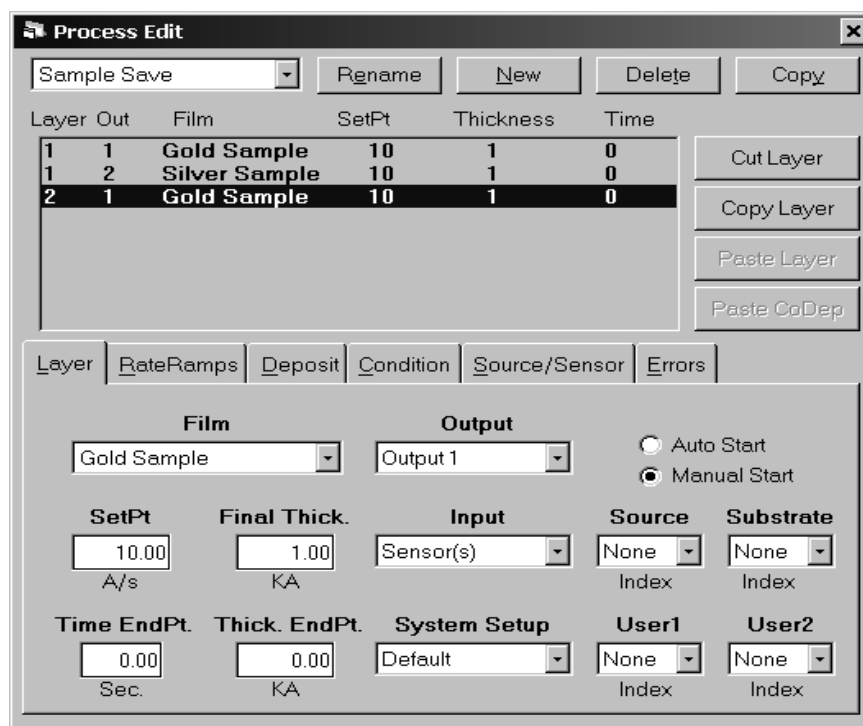 Process Edit
Sample Save Rename New Delete Copy
Layer Out Film SetPt Thickness Time
1 1 Gold Sample 10 1 0
1 2 Silver Sample 10 1 0
2 1 Gold Sample 10 1 0
Cut Layer
Copy Layer
Paste Layer
Paste CoDep
Layer RateRamps Deposit Condition Source/Sensor Errors
Film Output
Gold Sample Output 1
Auto Start
Manual Start
SetPt Final Thick. Input Source Substrate
10.00 1.00 Sensor(s) None None
A/s KA Index Index
Time EndPt. Thick. EndPt. System Setup User1 User2
0.00 0.00 Default None None
Sec. KA Index Index